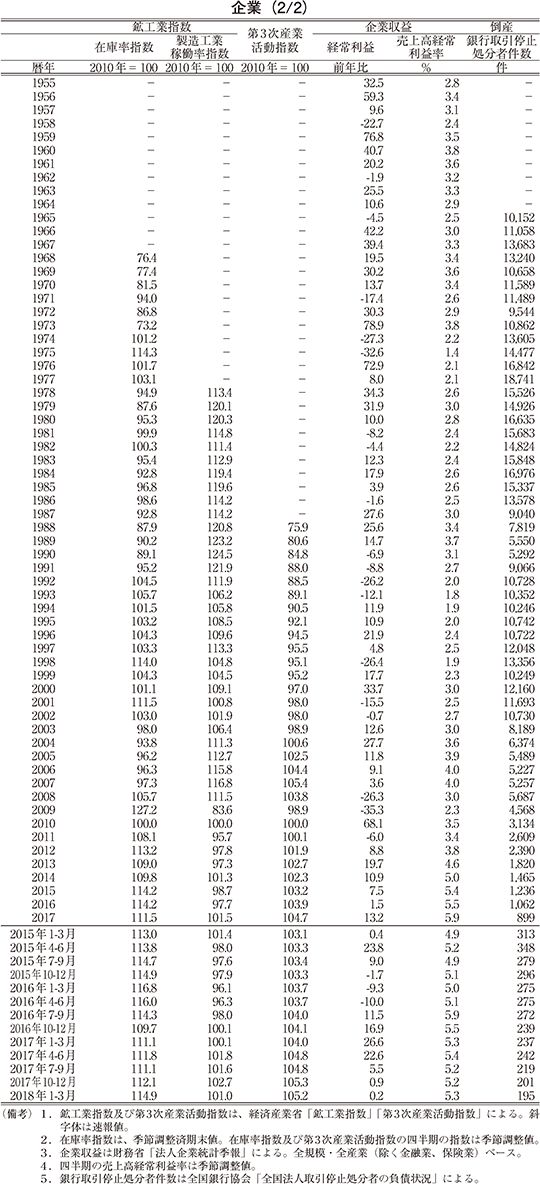 企業（2/2）
鉱工業指数 第3次産業活動指数 企業収益 倒産
在庫率指数 製造工業稼働率指数 経常利益 売上高経常利益率 銀行取引停止処分者件数
暦年 2010年＝100 2010年＝100 2010年＝100 前年比 % 件
1955 − − − 32.5 2.8 −
1956 − − − 59.3 3.4 −
1957 − − − 9.6 3.1 −
1958 − − − -22.7 2.4 −
1959 − − − 76.8 3.5 −
1960 − − − 40.7 3.8 −
1961 − − − 20.2 3.6 −
1962 − − − -1.9 3.2 −
1963 − − − 25.5 3.3 −
1964 − − − 10.6 2.9 −
1965 − − − -4.5 2.5 10,152
1966 − − − 42.2 3.0 11,058
1967 − − − 39.4 3.3 13,683
1968 76.4 − − 19.5 3.4 13,240
1969 77.4 − − 30.2 3.6 10,658
1970 81.5 − − 13.7 3.4 11,589
1971 94.0 − − -17.4 2.6 11,489
1972 86.8 − − 30.3 2.9 9,544
1973 73.2 − − 78.9 3.8 10,862
1974 101.2 − − -27.3 2.2 13,605
1975 114.3 − − -32.6 1.4 14,477
1976 101.7 − − 72.9 2.1 16,842
1977 103.1 − − 8.0 2.1 18,741
1978 94.9 113.4 − 34.3 2.6 15,526
1979 87.6 120.1 − 31.9 3.0 14,926
1980 95.3 120.3 − 10.0 2.8 16,635
1981 99.9 114.8 − -8.2 2.4 15,683
1982 100.3 111.4 − -4.4 2.2 14,824
1983 95.4 112.9 − 12.3 2.4 15,848
1984 92.8 119.4 − 17.9 2.6 16,976
1985 96.8 119.6 − 3.9 2.6 15,337
1986 98.6 114.2 − -1.6 2.5 13,578
1987 92.8 114.2 − 27.6 3.0 9,040
1988 87.9 120.8 75.9 25.6 3.4 7,819
1989 90.2 123.2 80.6 14.7 3.7 5,550
1990 89.1 124.5 84.8 -6.9 3.1 5,292
1991 95.2 121.9 88.0 -8.8 2.7 9,066
1992 104.5 111.9 88.5 -26.2 2.0 10,728
1993 105.7 106.2 89.1 -12.1 1.8 10,352
1994 101.5 105.8 90.5 11.9 1.9 10,246
1995 103.2 108.5 92.1 10.9 2.0 10,742
1996 104.3 109.6 94.5 21.9 2.4 10,722
1997 103.3 113.3 95.5 4.8 2.5 12,048
1998 114.0 104.8 95.1 -26.4 1.9 13,356
1999 104.3 104.5 95.2 17.7 2.3 10,249
2000 101.1 109.1 97.0 33.7 3.0 12,160
2001 111.5 100.8 98.0 -15.5 2.5 11,693
2002 103.0 101.9 98.0 -0.7 2.7 10,730
2003 98.0 106.4 98.9 12.6 3.0 8,189
2004 93.8 111.3 100.6 27.7 3.6 6,374
2005 96.2 112.7 102.5 11.8 3.9 5,489
2006 96.3 115.8 104.4 9.1 4.0 5,227
2007 97.3 116.8 105.4 3.6 4.0 5,257
2008 105.7 111.5 103.8 -26.3 3.0 5,687
2009 127.2 83.6 98.9 -35.3 2.3 4,568
2010 100.0 100.0 100.0 68.1 3.5 3,134
2011 108.1 95.7 100.1 -6.0 3.4 2,609
2012 113.2 97.8 101.9 8.8 3.8 2,390
2013 109.0 97.3 102.7 19.7 4.6 1,820
2014 109.8 101.3 102.3 10.9 5.0 1,465
2015 114.2 98.7 103.2 7.5 5.4 1,236
2016 114.2 97.7 103.9 1.5 5.5 1,062
2017 111.5 101.5 104.7 13.2 5.9 899
2015年1-3月 113.0 101.4 103.1 0.4 4.9 313
2015年4-6月 113.8 98.0 103.3 23.8 5.2 348
2015年7-9月 114.7 97.6 103.4 9.0 4.9 279
2015年10-12月 114.9 97.9 103.3 -1.7 5.1 296
2016年1-3月 116.8 96.1 103.7 -9.3 5.0 275
2016年4-6月 116.0 96.3 103.7 -10.0 5.1 275
2016年7-9月 114.3 98.0 104.0 11.5 5.9 272
2016年10-12月 109.7 100.1 104.1 16.9 5.5 239
2017年1-3月 111.1 100.1 104.0 26.6 5.3 237
2017年4-6月 111.8 101.8 104.8 22.6 5.4 242
2017年7-9月 111.1 101.6 104.8 5.5 5.2 219
2017年10-12月 112.1 102.7 105.3 0.9 5.2 201
2018年1-3月 114.9 101.0 105.2 0.2 5.3 195
（備考）１．鉱工業指数及び第3次産業活動指数は、経済産業省「鉱工業指数」「第3次産業活動指数」による。斜
字体は速報値。
２．在庫率指数は、季節調整済期末値。在庫率指数及び第3次産業活動指数の四半期の指数は季節調整値。
３．企業収益は財務省「法人企業統計季報」による。全規模・全産業（除く金融業、保険業）ベース。
４．四半期の売上高経常利益率は季節調整値。
５．銀行取引停止処分者件数は全国銀行協会「全国法人取引停止処分者の負債状況」による。